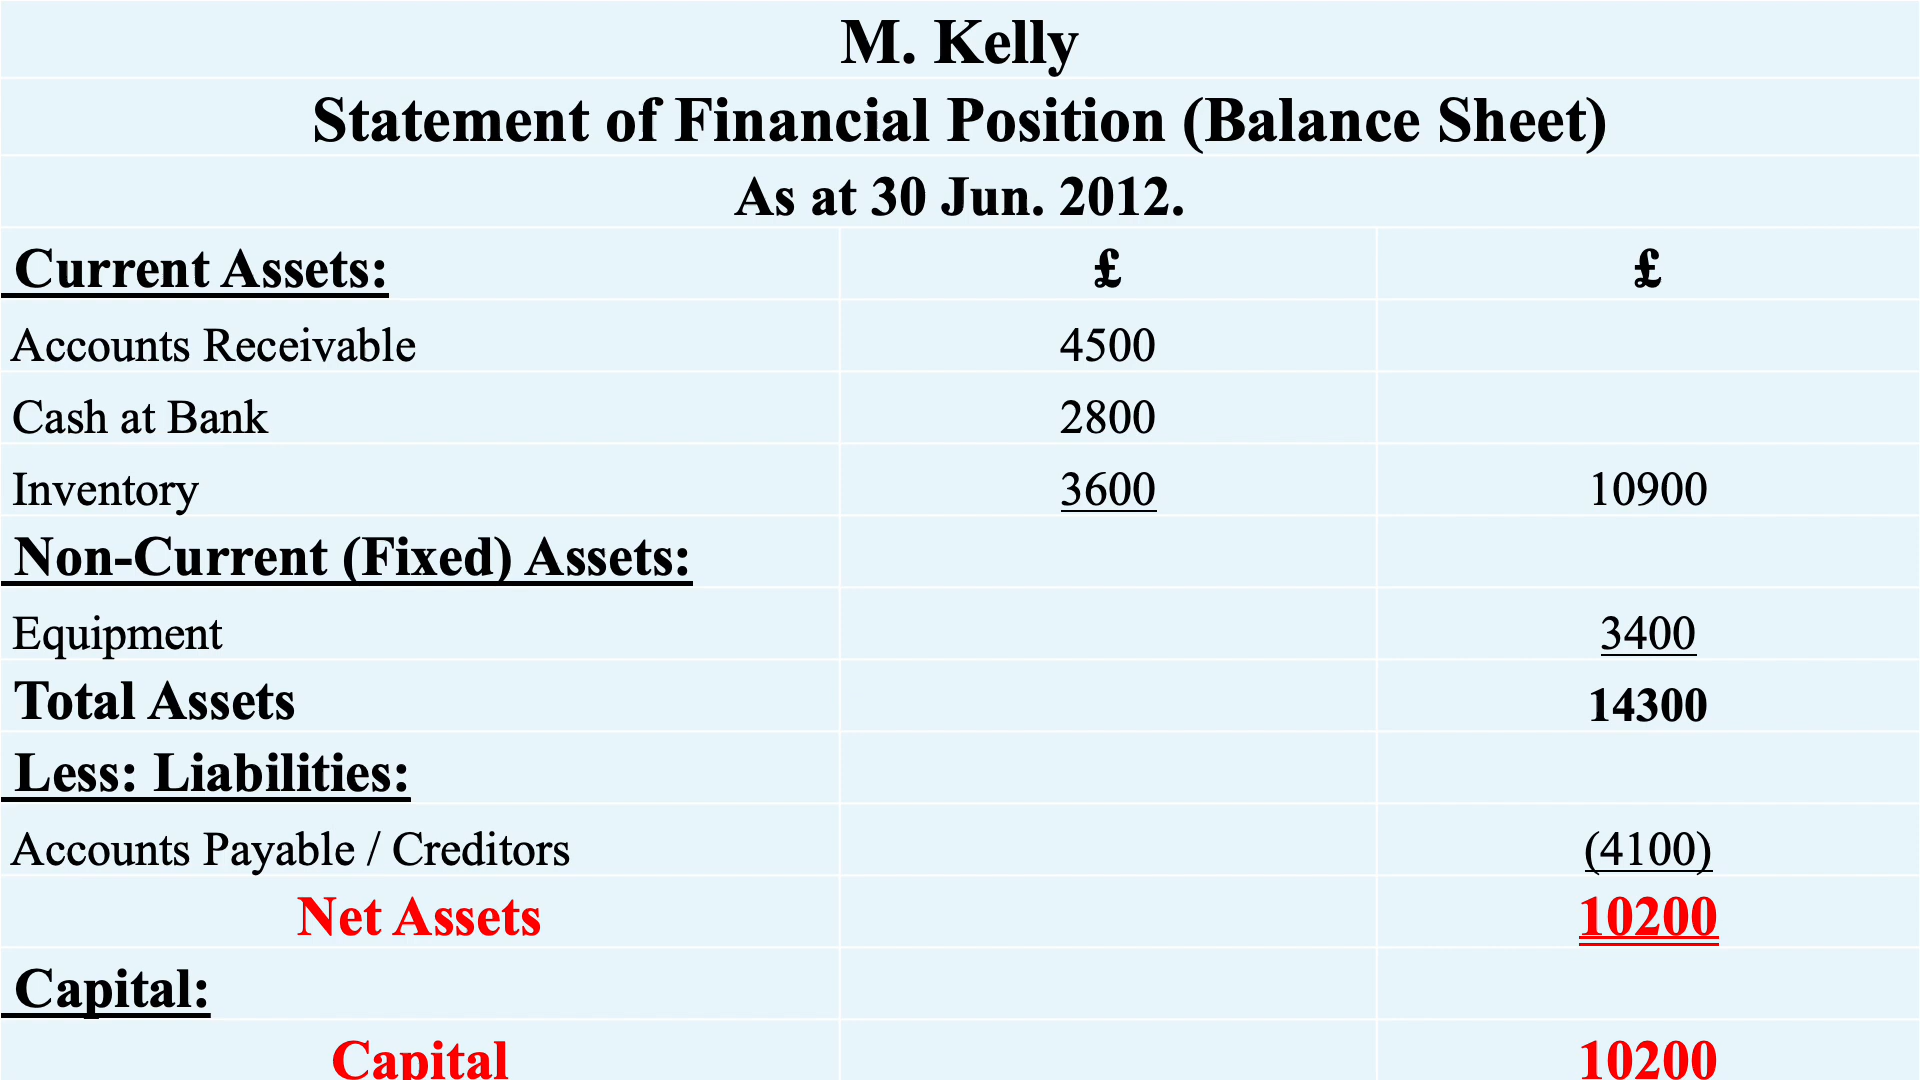 M. Kelly
Statement of Financial Position (Balance Sheet)
As at 30 Jun. 2012.
Current Assets: £ £
Accounts Receivable 4500
Cash at Bank 2800
Inventory 3600 10900
Non-Current (Fixed) Assets:
Equipment 3400
Total Assets 14300
Less: Liabilities:
Accounts Payable / Creditors (4100)
Net Assets 10200
Capital:
Capital 10200